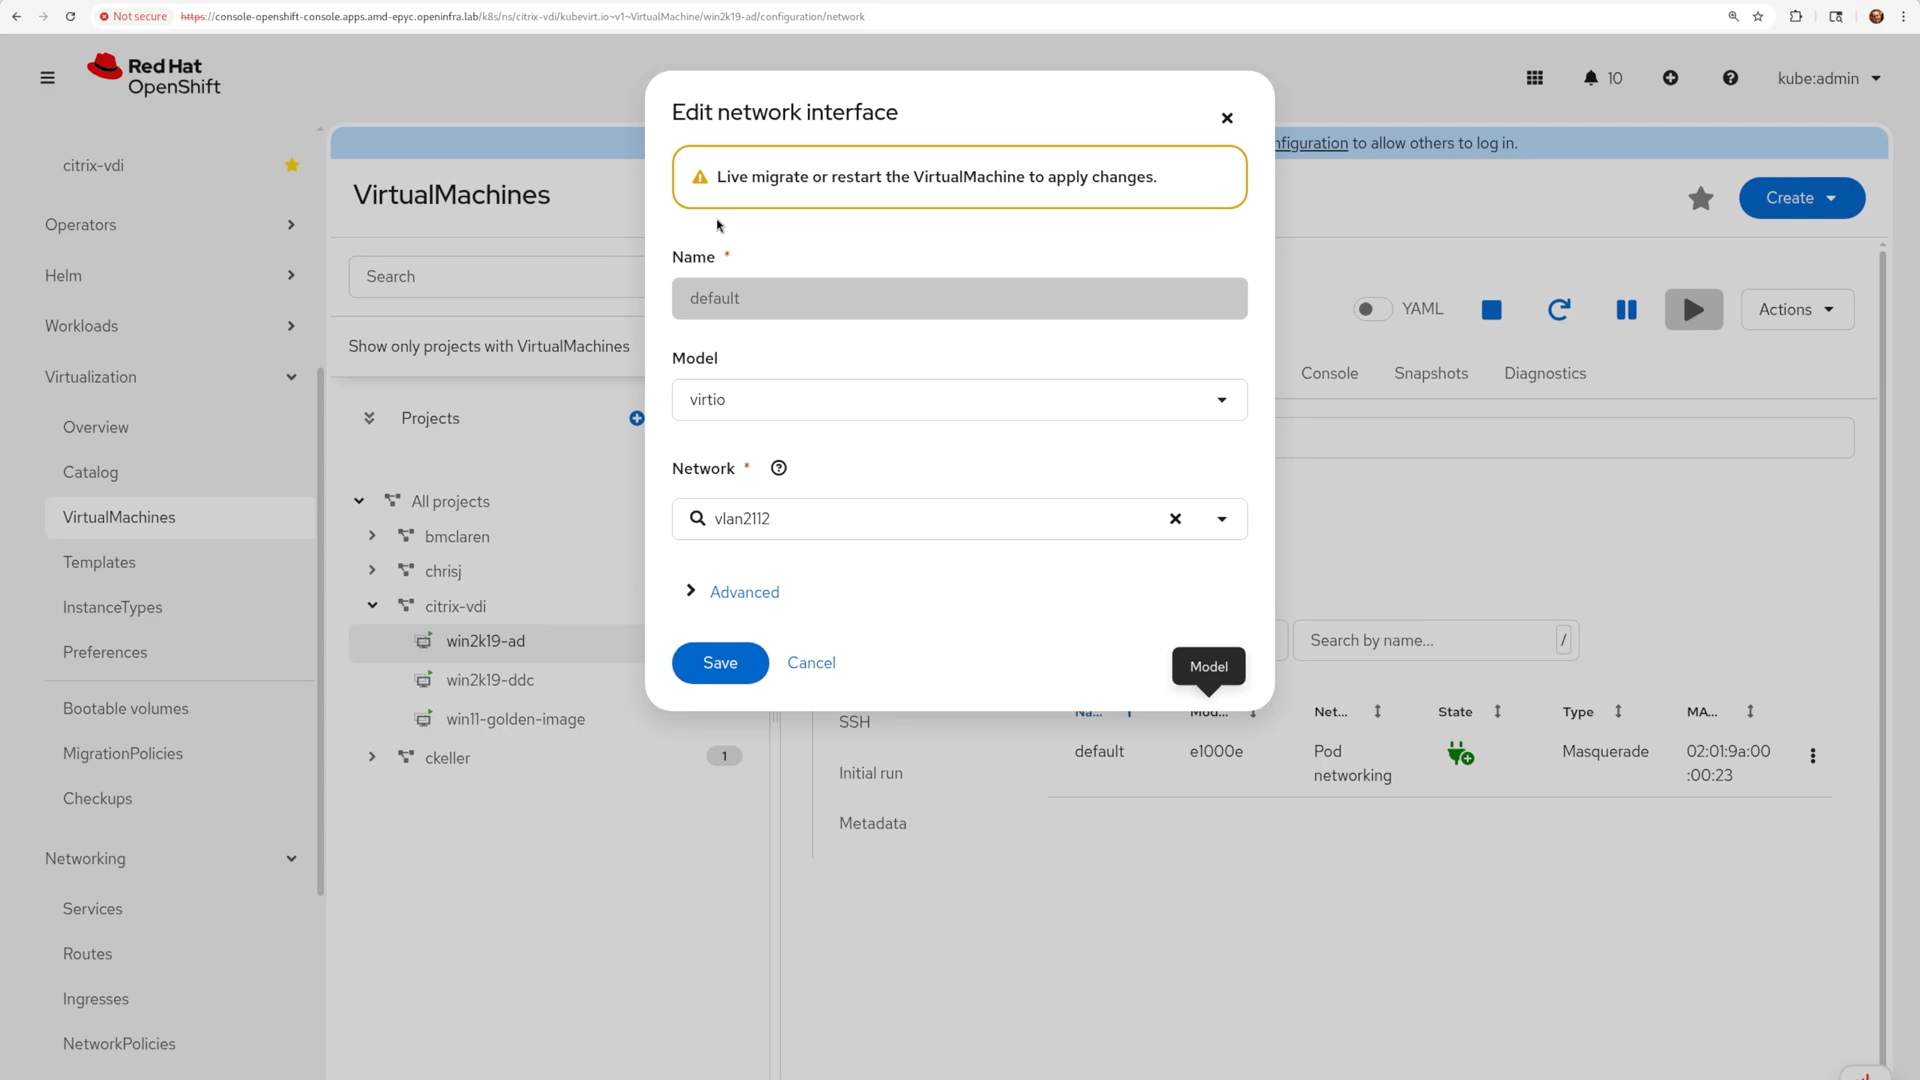 Not secure
https://console-openshift-console.apps.amd-epyc.openinfra.lab/k8s/ns/citrix-vdi/kubevirt.io~v1~VirtualMachine/win2k19-ad/configuration/network
Red Hat
OpenShift
10
kube:admin
citrix-vdi
Operators
Helm
Workloads
Virtualization
Overview
Catalog
VirtualMachines
Templates
InstanceTypes
Preferences
Bootable volumes
MigrationPolicies
Checkups
Networking
Services
Routes
Ingresses
NetworkPolicies
nfiguration to allow others to log in.
VirtualMachines
Create
Search
Show only projects with VirtualMachines
Projects
All projects
bmclaren
chrisj
citrix-vdi
win2k19-ad
win2k19-ddc
win11-golden-image
ckeller
1
YAML
Actions
Console
Snapshots
Diagnostics
Edit network interface
Live migrate or restart the VirtualMachine to apply changes.
Name *
default
Model
virtio
Network *
vlan2112
Advanced
Save
Cancel
Model
Search by name...
/
SSH
Initial run
Metadata
Na...
Mod...
Net...
State
Type
MA...
default
e1000e
Pod
networking
Masquerade
02:01:9a:00
:00:23